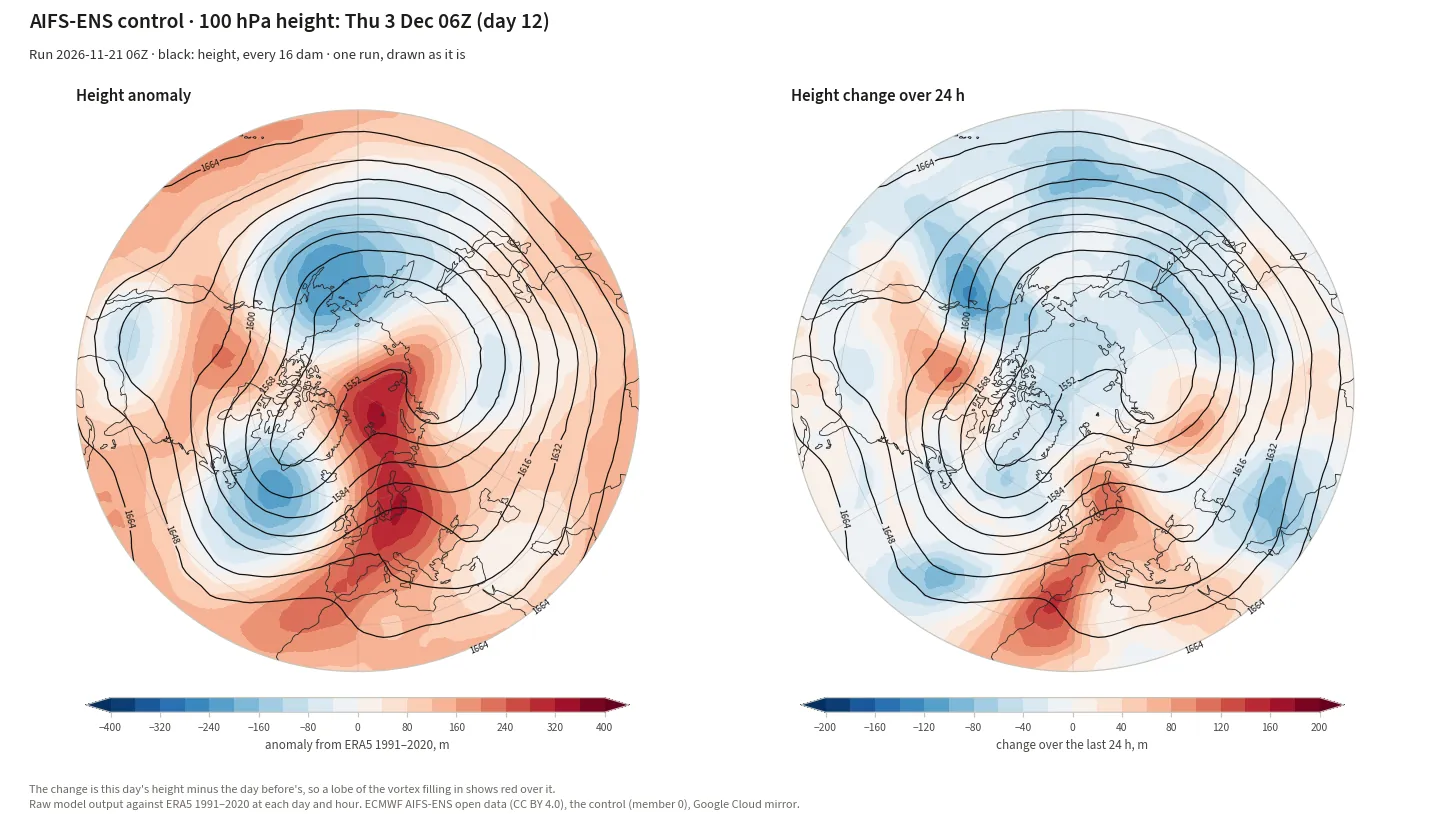 AIFS-ENS control · 100 hPa height: Thu 3 Dec 06Z (day 12)
Run 2026-11-21 06Z · black: height, every 16 dam · one run, drawn as it is
Height anomaly
Height change over 24 h
1664
1600
1568
1552
1584
1616
1632
1648
1664
1664
1664
1664
1600
1568
1552
1584
1616
1632
1648
1664
1664
1664
−400 −320 −240 −160 −80 0 80 160 240 320 400
anomaly from ERA5 1991–2020, m
−200 −160 −120 −80 −40 0 40 80 120 160 200
change over the last 24 h, m
The change is this day's height minus the day before's, so a lobe of the vortex filling in shows red over it.
Raw model output against ERA5 1991–2020 at each day and hour. ECMWF AIFS-ENS open data (CC BY 4.0), the control (member 0), Google Cloud mirror.